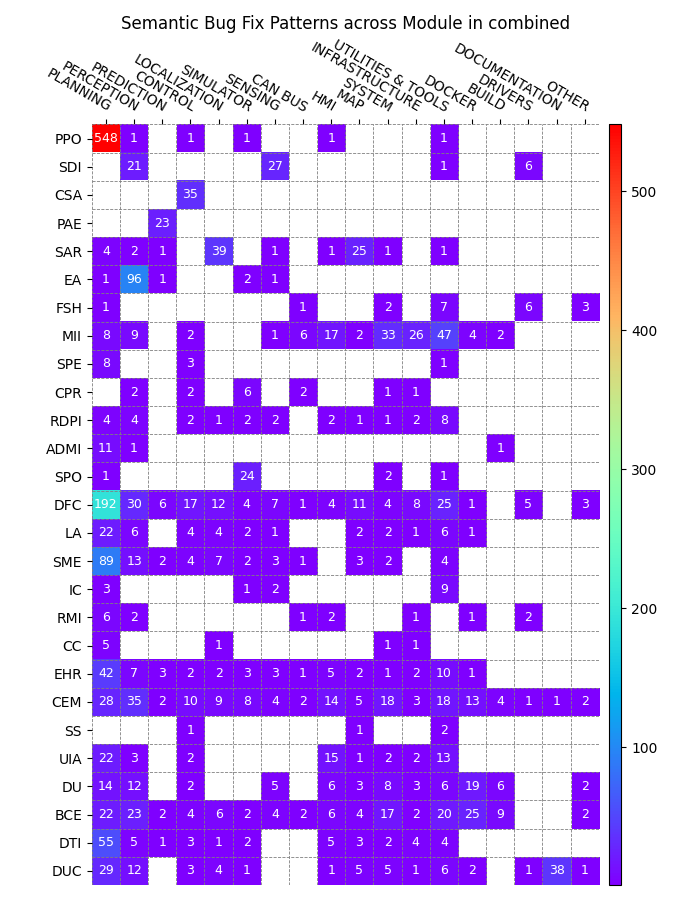 Semantic Bug Fix Patterns across Module in combined
PLANNING
PERCEPTION
PREDICTION
CONTROL
LOCALIZATION
SIMULATOR
SENSING
CAN BUS
HMI
MAP
SYSTEM
INFRASTRUCTURE
UTILITIES & TOOLS
DOCKER
BUILD
DRIVERS
DOCUMENTATION
OTHER
PPO 548 1 1 1 1 1
SDI 21 27 1 6
CSA 35
PAE 23
SAR 4 2 1 39 1 1 25 1 1
EA 1 96 1 2 1
FSH 1 1 2 7 6 3
MII 8 9 2 1 6 17 2 33 26 47 4 2
SPE 8 3 1
CPR 2 2 6 2 1 1
RDPI 4 4 2 1 2 2 2 1 1 2 8
ADMI 11 1 1
SPO 1 24 2 1
DFC 192 30 6 17 12 4 7 1 4 11 4 8 25 1 5 3
LA 22 6 4 4 2 1 2 2 1 6 1
SME 89 13 2 4 7 2 3 1 3 2 4
IC 3 1 2 9
RMI 6 2 1 2 1 1 2
CC 5 1 1 1
EHR 42 7 3 2 2 3 3 1 5 2 1 2 10 1
CEM 28 35 2 10 9 8 4 2 14 5 18 3 18 13 4 1 1 2
SS 1 1 2
UIA 22 3 2 15 1 2 2 13
DU 14 12 2 5 6 3 8 3 6 19 6 2
BCE 22 23 2 4 6 2 4 2 6 4 17 2 20 25 9 2
DTI 55 5 1 3 1 2 5 3 2 4 4
DUC 29 12 3 4 1 1 5 5 1 6 2 1 38 1
500
400
300
200
100